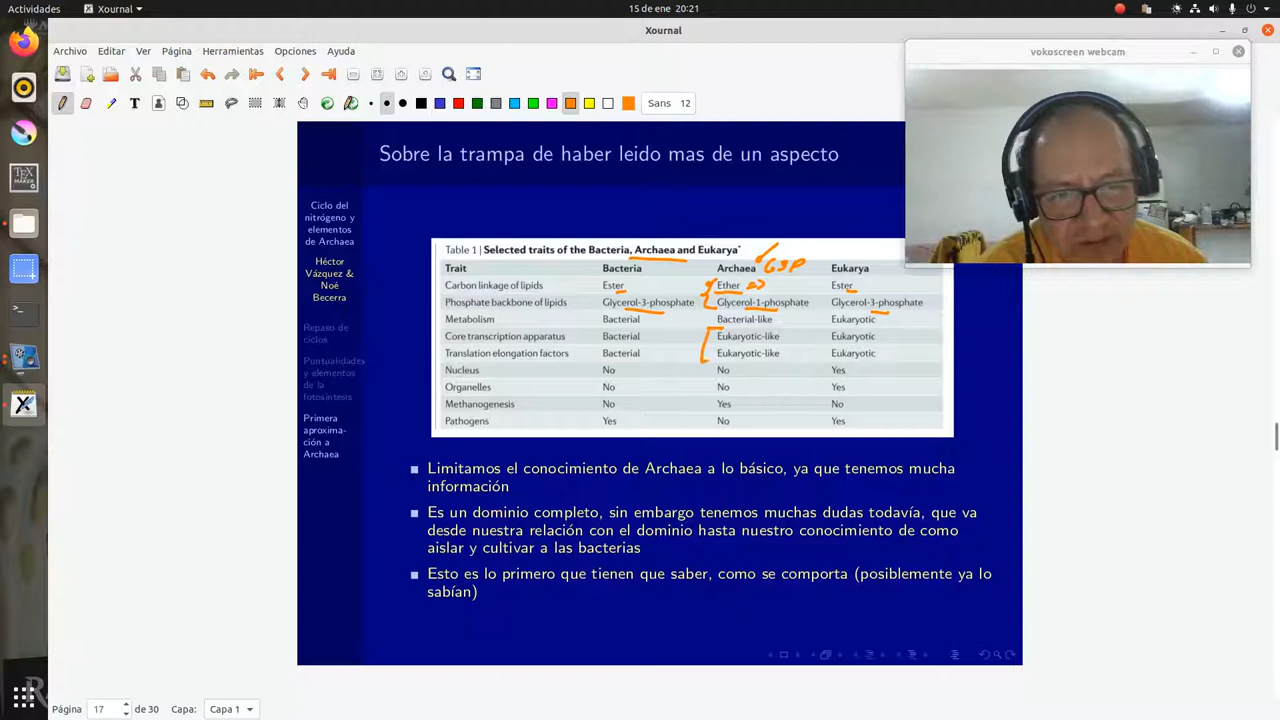 Actividades
Xournal
15 de ene 20:21
Xournal
Archivo Editar Ver Página Herramientas Opciones Ayuda
vokoscreen webcam
T
Sans 12
TEX
MAKER
Sobre la trampa de haber leido mas de un aspecto
Ciclo del
nitrógeno y
elementos
de Archaea
Héctor
Vázquez &
Noé
Becerra
Repaso de
ciclos
Puntualidades
y elementos
de la
fotosíntesis
Primera
aproxima-
ción a
Archaea
Table 1 | Selected traits of the Bacteria, Archaea and Eukarya*
Trait Bacteria Archaea Eukarya
Carbon linkage of lipids Ester Ether Ester
Phosphate backbone of lipids Glycerol-3-phosphate Glycerol-1-phosphate Glycerol-3-phosphate
Metabolism Bacterial Bacterial-like Eukaryotic
Core transcription apparatus Bacterial Eukaryotic-like Eukaryotic
Translation elongation factors Bacterial Eukaryotic-like Eukaryotic
Nucleus No No Yes
Organelles No No Yes
Methanogenesis No Yes No
Pathogens Yes No Yes
Limitamos el conocimiento de Archaea a lo básico, ya que tenemos mucha
información
Es un dominio completo, sin embargo tenemos muchas dudas todavía, que va
desde nuestra relación con el dominio hasta nuestro conocimiento de como
aislar y cultivar a las bacterias
Esto es lo primero que tienen que saber, como se comporta (posiblemente ya lo
sabían)
Página 17 de 30 Capa: Capa 1